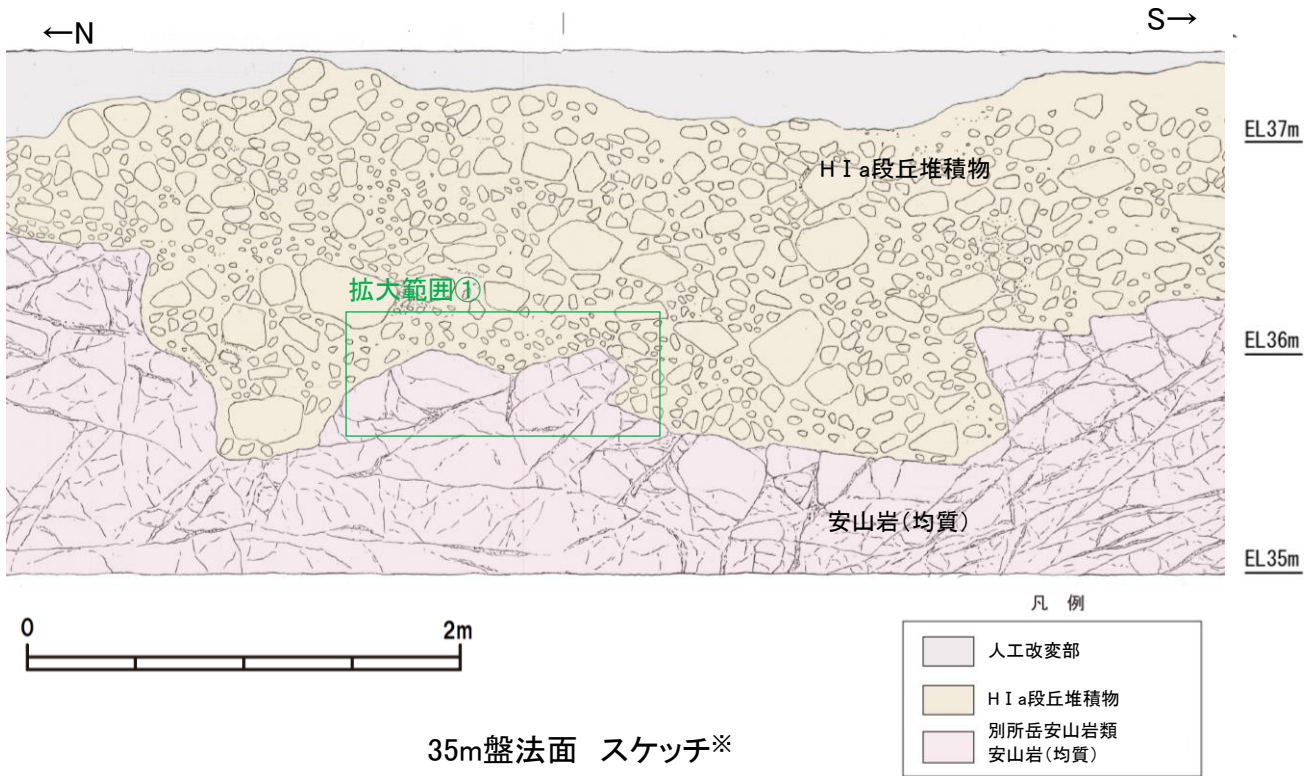 ←N
S→
EL37m
HⅠa段丘堆積物
拡大範囲①
EL36m
安山岩(均質)
EL35m
0
2m
凡 例
人工改変部
HⅠa段丘堆積物
別所岳安山岩類
安山岩(均質)
35m盤法面 スケッチ※